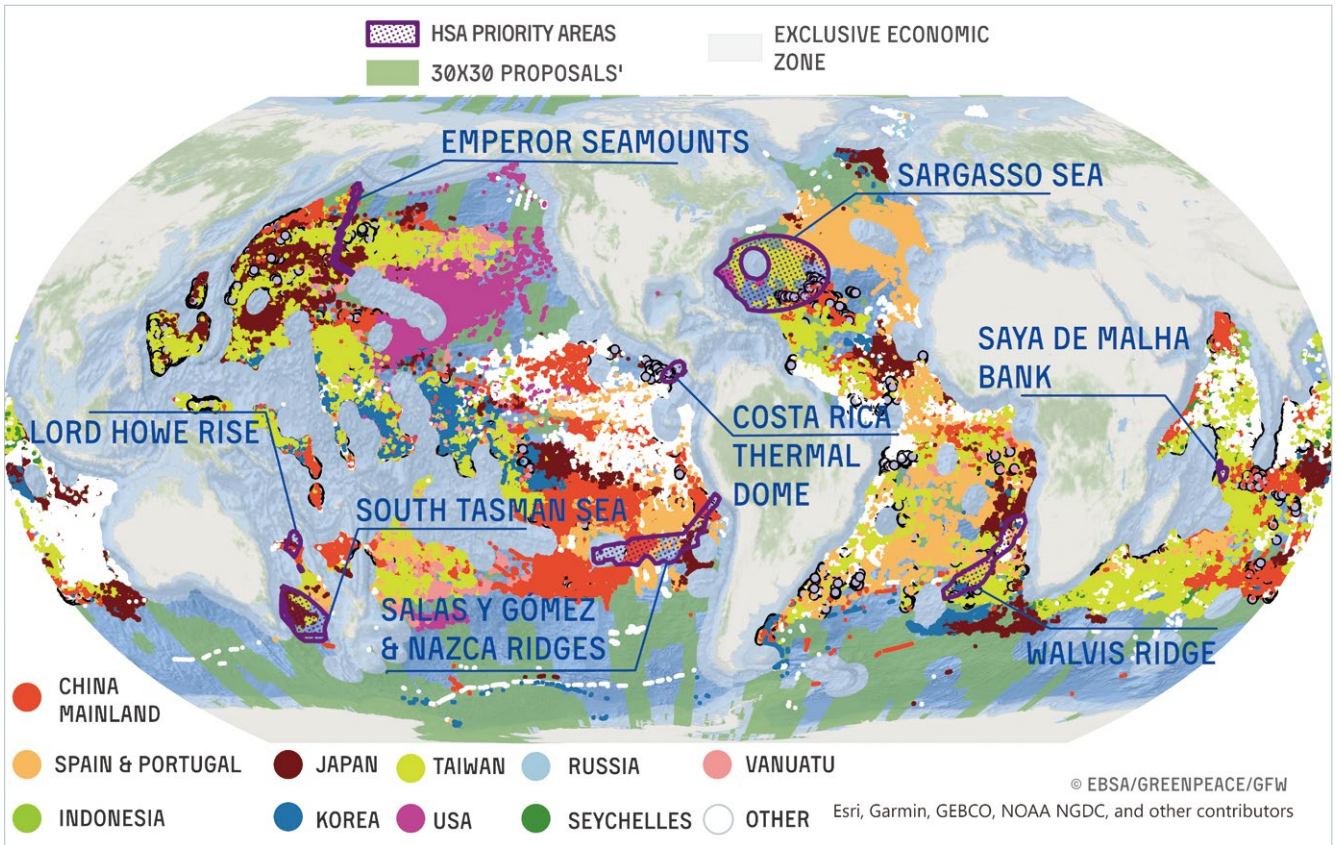 HSA PRIORITY AREAS
30X30 PROPOSALS'
EXCLUSIVE ECONOMIC
ZONE
EMPEROR SEAMOUNTS
SARGASSO SEA
SAYA DE MALHA
BANK
LORD HOWE RISE
COSTA RICA
THERMAL
DOME
SOUTH TASMAN SEA
SALAS Y GÓMEZ
& NAZCA RIDGES
WALVIS RIDGE
CHINA
MAINLAND
SPAIN & PORTUGAL
JAPAN
TAIWAN
RUSSIA
VANUATU
INDONESIA
KOREA
USA
SEYCHELLES
OTHER
© EBSA/GREENPEACE/GFW
Esri, Garmin, GEBCO, NOAA NGDC, and other contributors